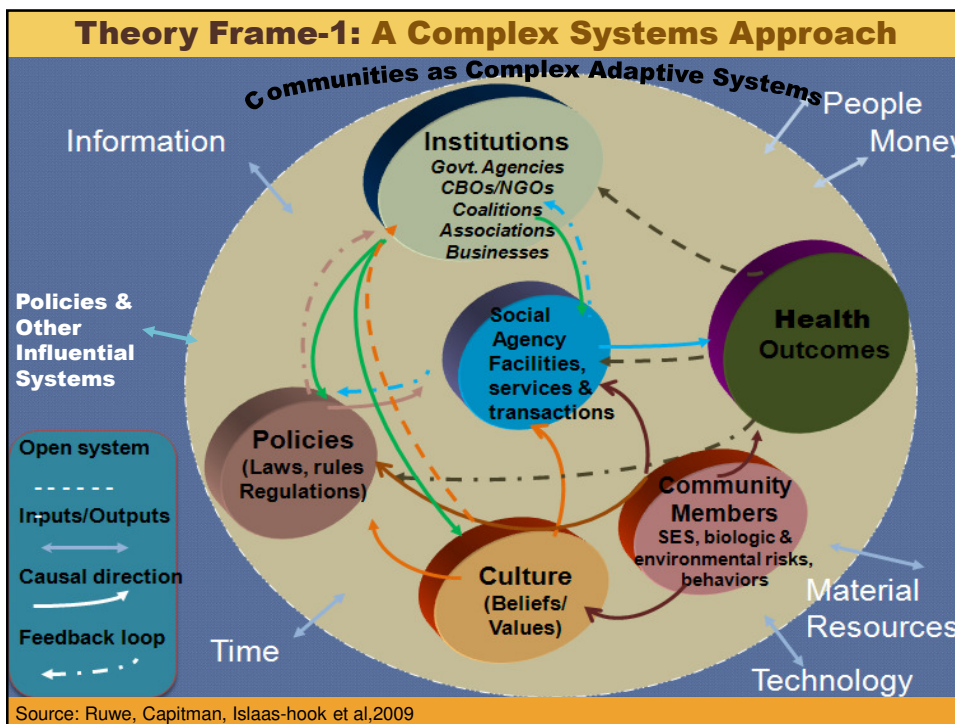 Theory Frame-1: A Complex Systems Approach
Communities as Complex Adaptive Systems
Information
People
Money
Institutions
Govt. Agencies
CBOs/NGOs
Coalitions
Associations
Businesses
Policies &
Other
Influential
Systems
Social
Agency
Facilities,
services &
transactions
Health
Outcomes
Policies
(Laws, rules
Regulations)
Community
Members
SES, biologic &
environmental risks,
behaviors
Culture
(Beliefs/
Values)
Open system
Inputs/Outputs
Causal direction
Feedback loop
Time
Material
Resources
Technology
Source: Ruwe, Capitman, Islaas-hook et al,2009